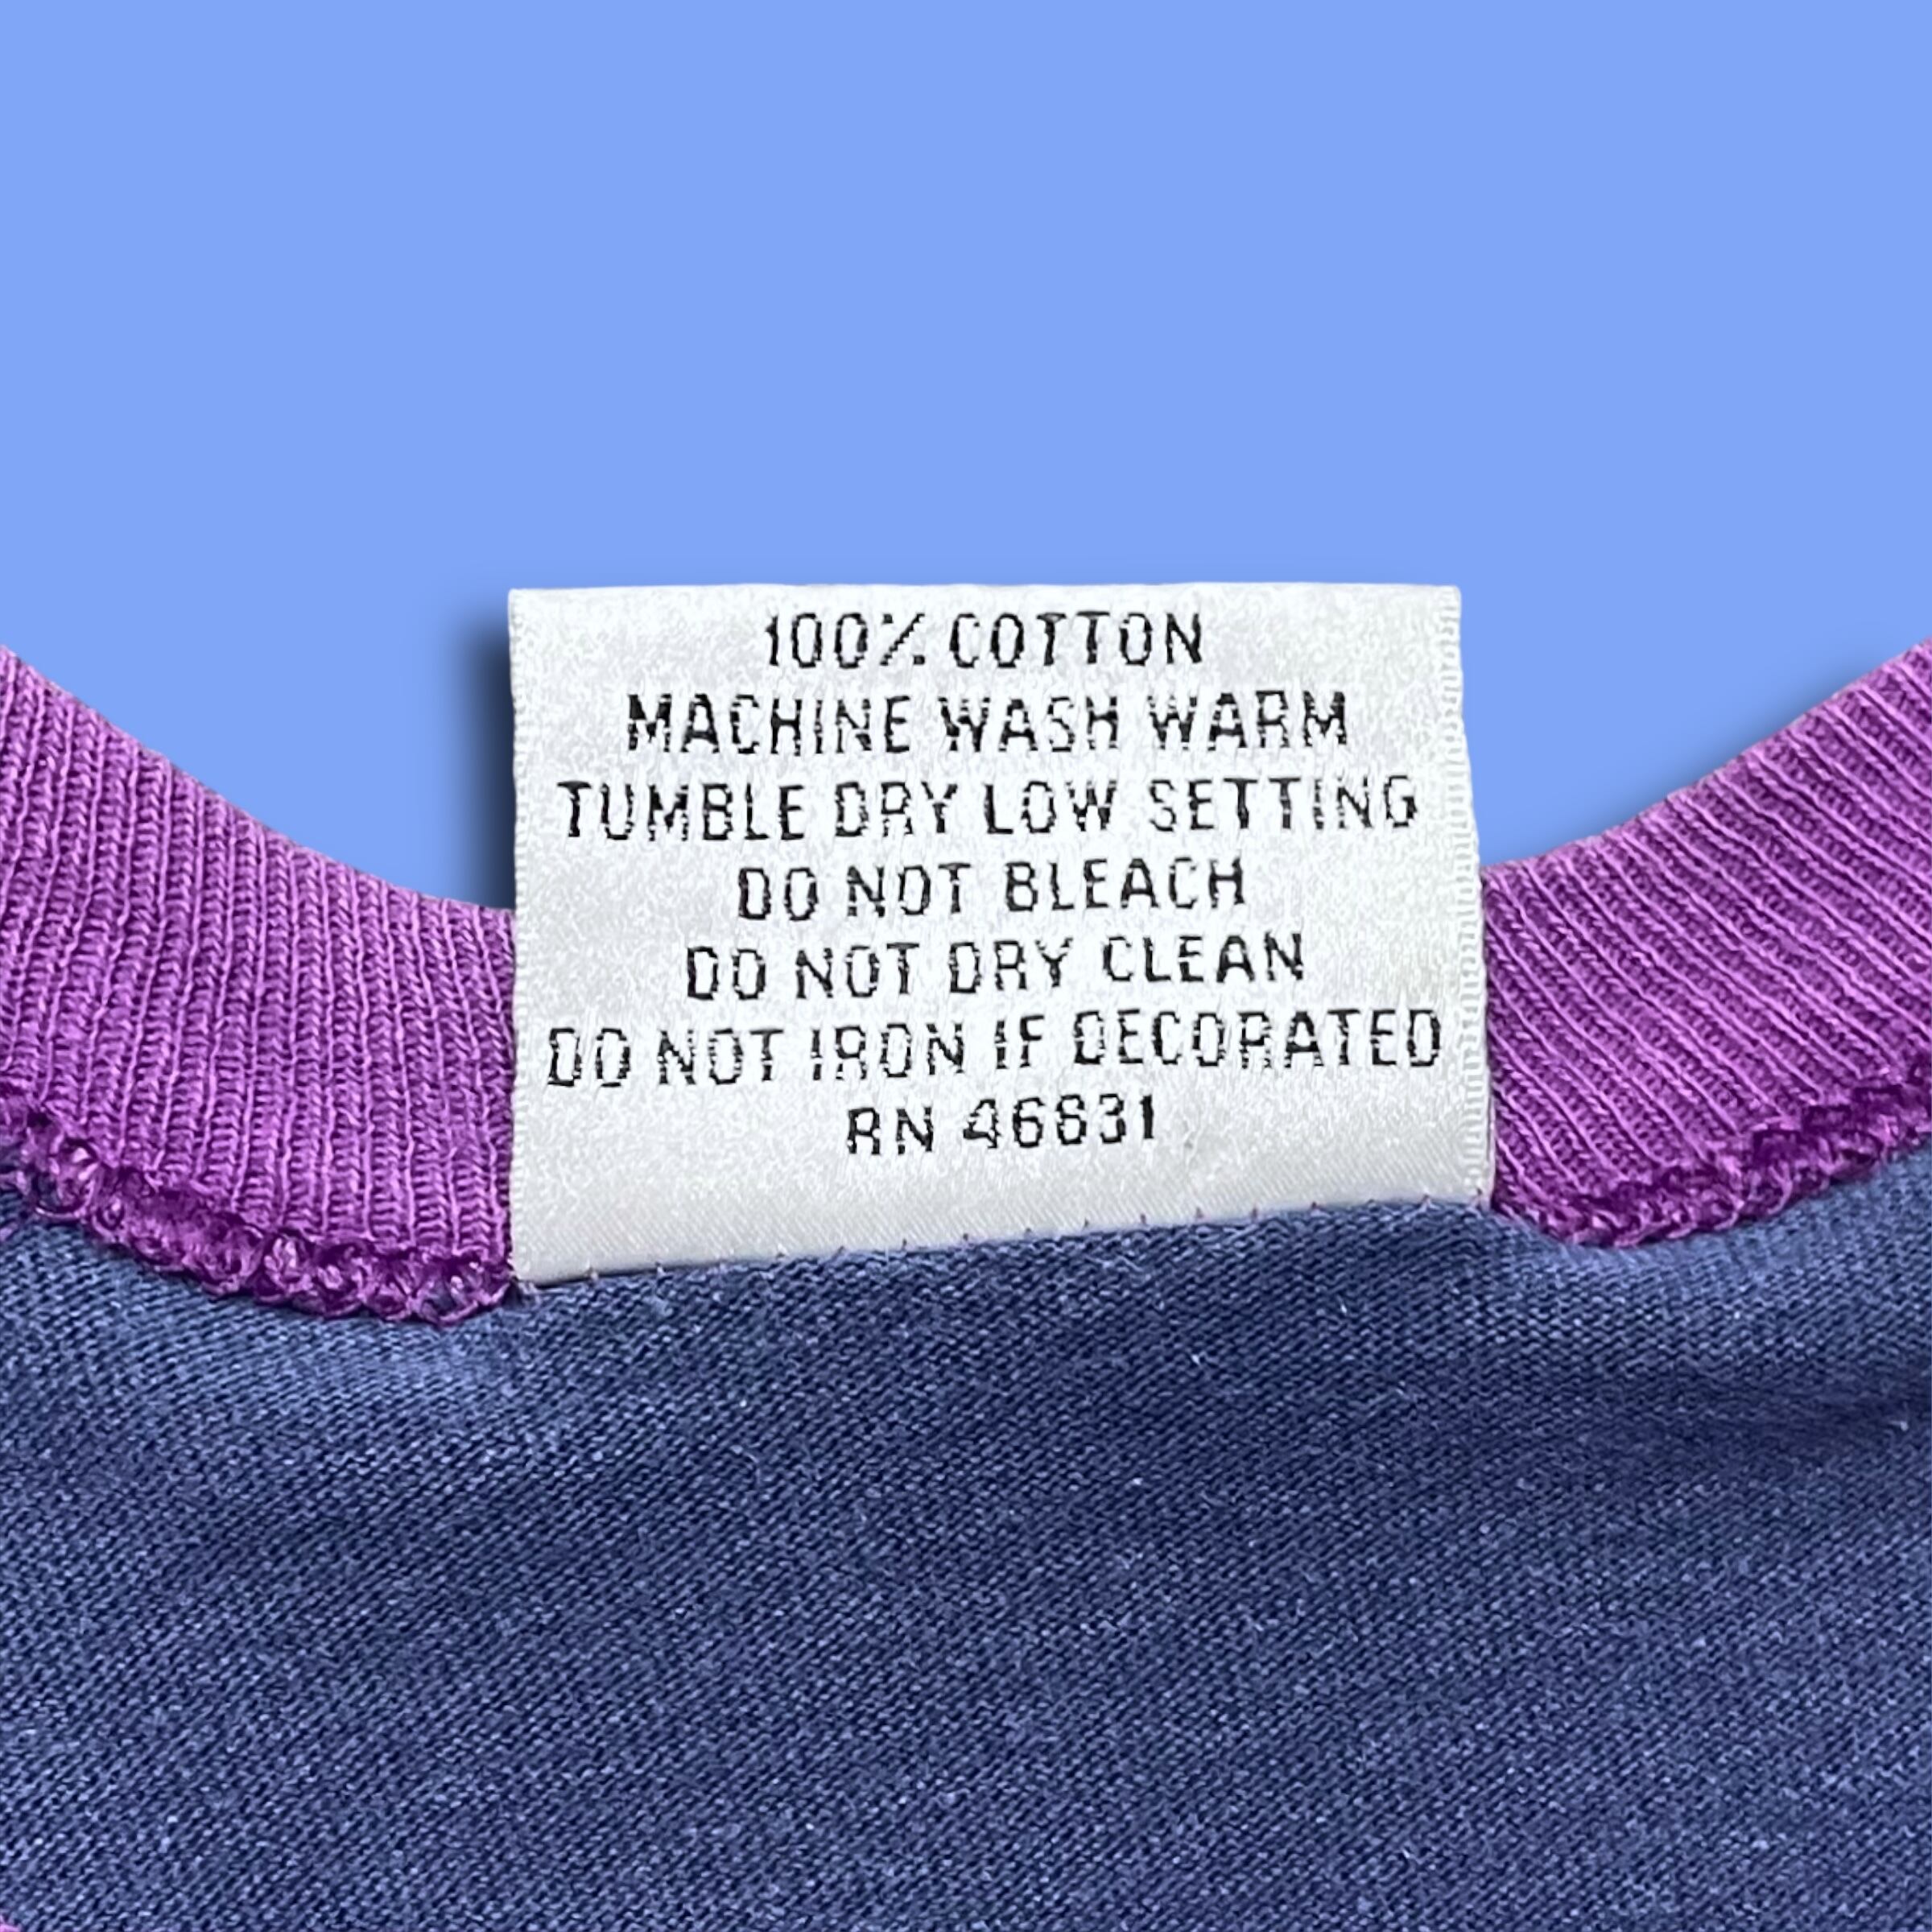 100% COTTON
MACHINE WASH WARM
TUMBLE DRY LOW SETTING
DO NOT BLEACH
DO NOT DRY CLEAN
DO NOT IRON IF DECORATED
RN 46631